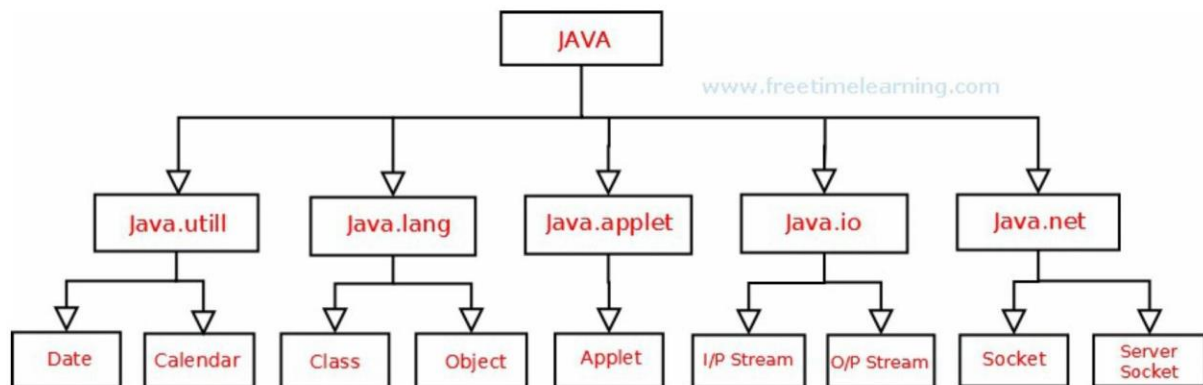 JAVA
www.freetimelearning.com
Java.utill
Java.lang
Java.applet
Java.io
Java.net
Date
Calendar
Class
Object
Applet
I/P Stream
O/P Stream
Socket
Server
Socket